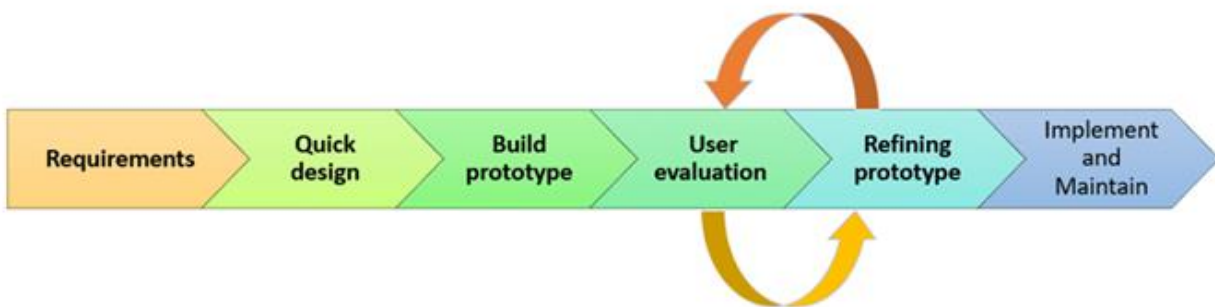 Requirements
Quick
design
Build
prototype
User
evaluation
Refining
prototype
Implement
and
Maintain